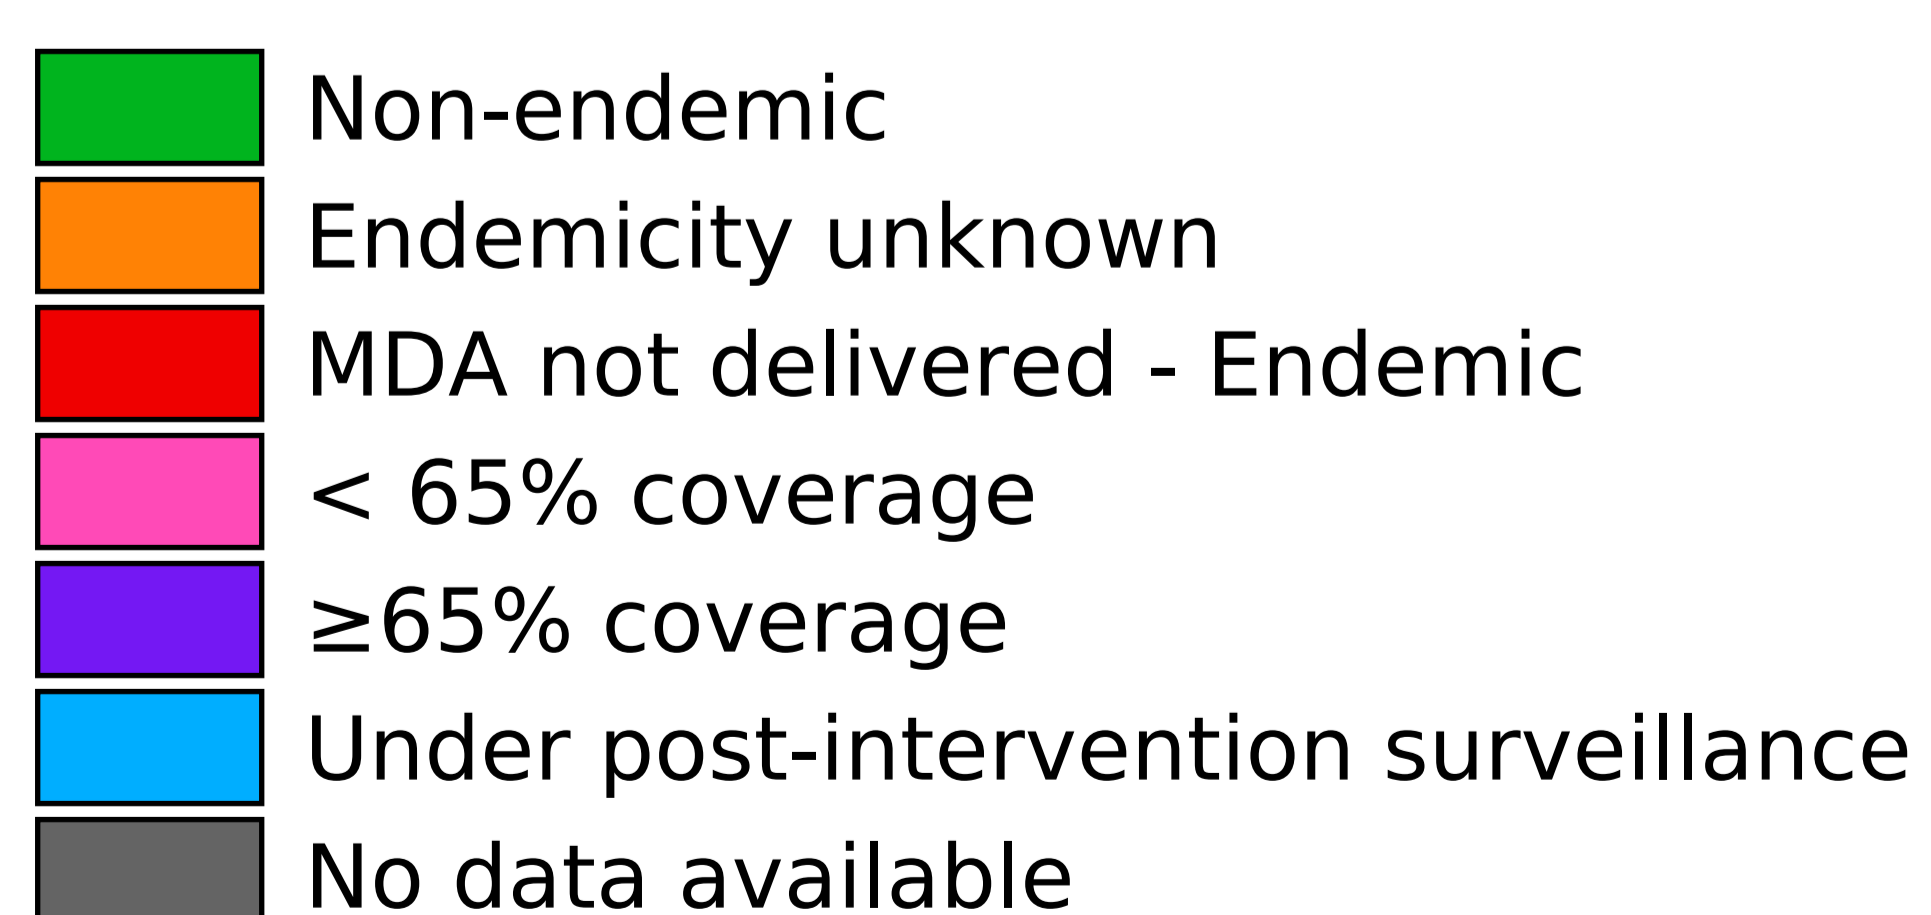 Non-endemic
Endemicity unknown
MDA not delivered - Endemic
< 65% coverage
≥65% coverage
Under post-intervention surveillance
No data available